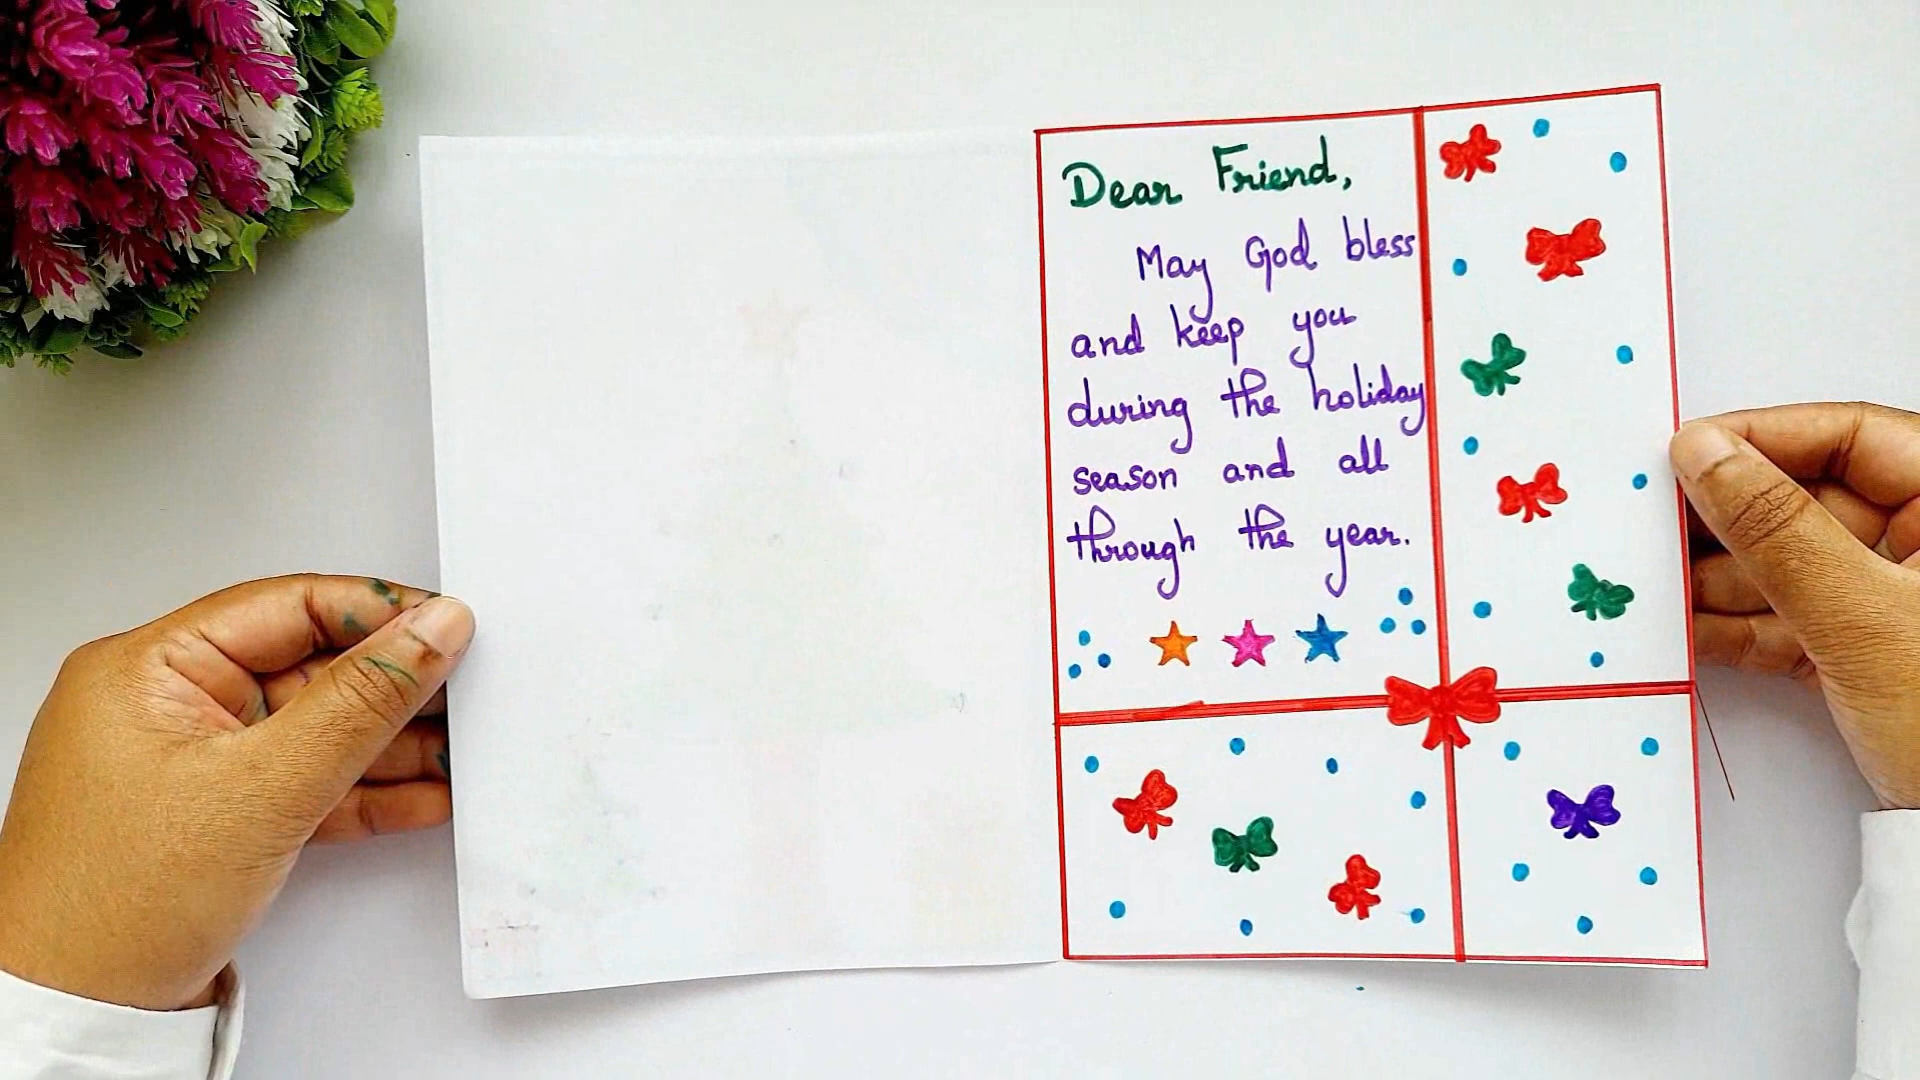 Dear Friend,
May God bless
and keep you
during the holiday
season and all
through the year.